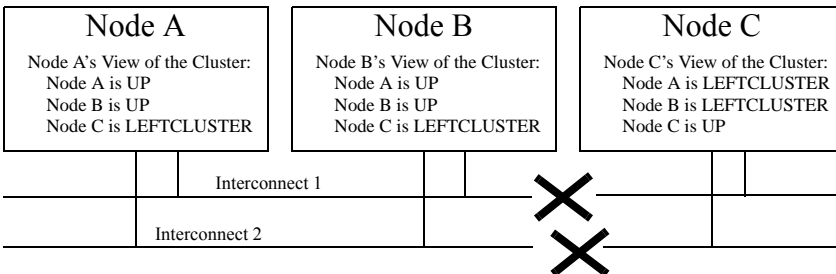 Node A
Node A's View of the Cluster:
Node A is UP
Node B is UP
Node C is LEFTCLUSTER
Node B
Node B's View of the Cluster:
Node A is UP
Node B is UP
Node C is LEFTCLUSTER
Node C
Node C's View of the Cluster:
Node A is LEFTCLUSTER
Node B is LEFTCLUSTER
Node C is UP
Interconnect 1
Interconnect 2